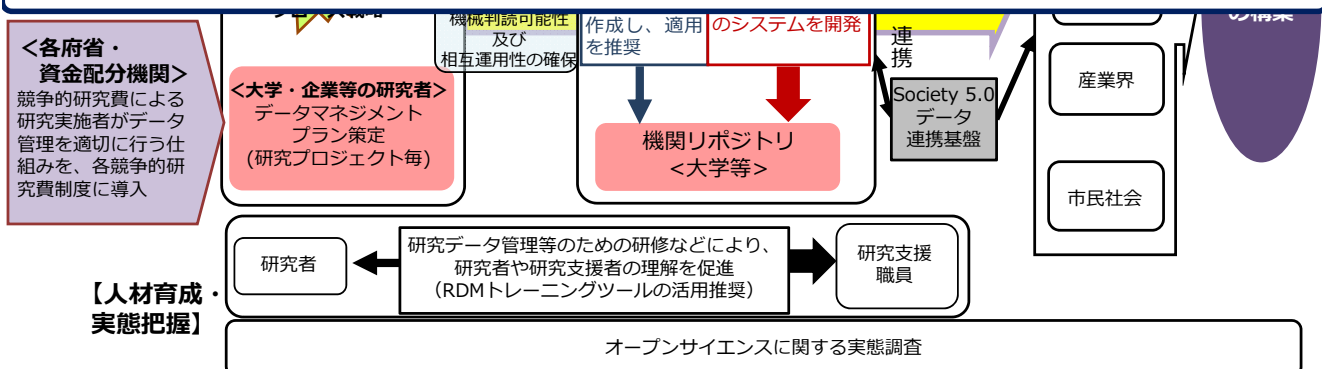 機械判読可能性
及び
相互運用性の確保
作成し、適用
を推奨
のシステムを開発
連
携
の構築
<各府省・
資金配分機関>
競争的研究費による
研究実施者がデータ
管理を適切に行う仕
組みを、各競争的研
究費制度に導入
<大学・企業等の研究者>
データマネジメント
プラン策定
(研究プロジェクト毎)
機関リポジトリ
<大学等>
Society 5.0
データ
連携基盤
産業界
市民社会
【人材育成・
実態把握】
研究者
研究データ管理等のための研修などにより、
研究者や研究支援者の理解を促進
（RDMトレーニングツールの活用推奨）
研究支援
職員
オープンサイエンスに関する実態調査